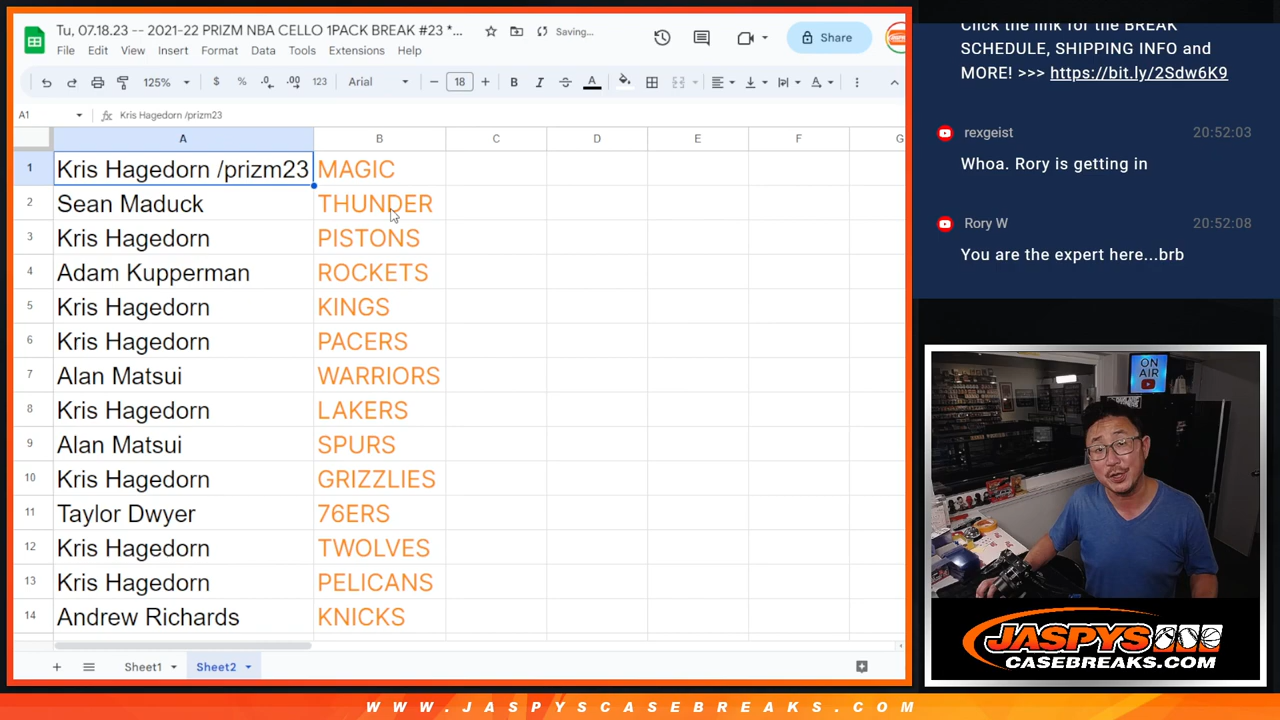 Tu, 07.18.23 -- 2021-22 PRIZM NBA CELLO 1PACK BREAK #23 *... Saving...
File Edit View Insert Format Data Tools Extensions Help
Share
125% $ % .0 .00 123 Arial 18 B I A
A1 fx Kris Hagedorn /prizm23
A B C D E F G
1 Kris Hagedorn /prizm23 MAGIC
2 Sean Maduck THUNDER
3 Kris Hagedorn PISTONS
4 Adam Kupperman ROCKETS
5 Kris Hagedorn KINGS
6 Kris Hagedorn PACERS
7 Alan Matsui WARRIORS
8 Kris Hagedorn LAKERS
9 Alan Matsui SPURS
10 Kris Hagedorn GRIZZLIES
11 Taylor Dwyer 76ERS
12 Kris Hagedorn TWOLVES
13 Kris Hagedorn PELICANS
14 Andrew Richards KNICKS
Sheet1 Sheet2
Click the link for the BREAK
SCHEDULE, SHIPPING INFO and
MORE! >>> https://bit.ly/2Sdw6K9
rexgeist 20:52:03
Whoa. Rory is getting in
Rory W 20:52:08
You are the expert here...brb
ON
AIR
JASPYS
CASEBREAKS.COM
WWW.JASPYSCASEBREAKS.COM